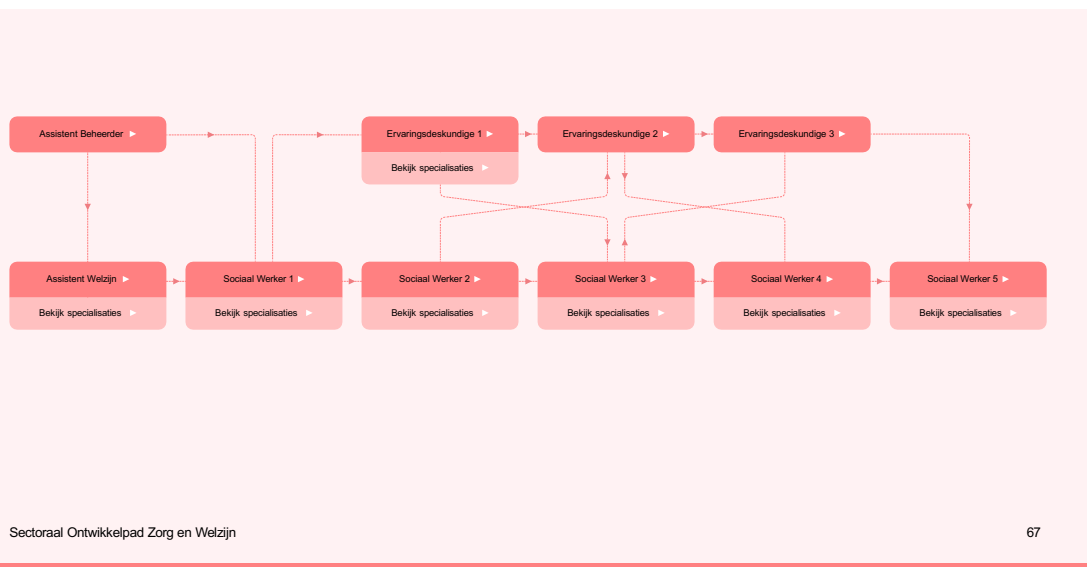 Assistent Beheerder
Ervaringsdeskundige 1
Ervaringsdeskundige 2
Ervaringsdeskundige 3
Bekijk specialisaties
Assistent Welzijn
Sociaal Werker 1
Sociaal Werker 2
Sociaal Werker 3
Sociaal Werker 4
Sociaal Werker 5
Bekijk specialisaties
Bekijk specialisaties
Bekijk specialisaties
Bekijk specialisaties
Bekijk specialisaties
Bekijk specialisaties
Sectoraal Ontwikkelpad Zorg en Welzijn
67